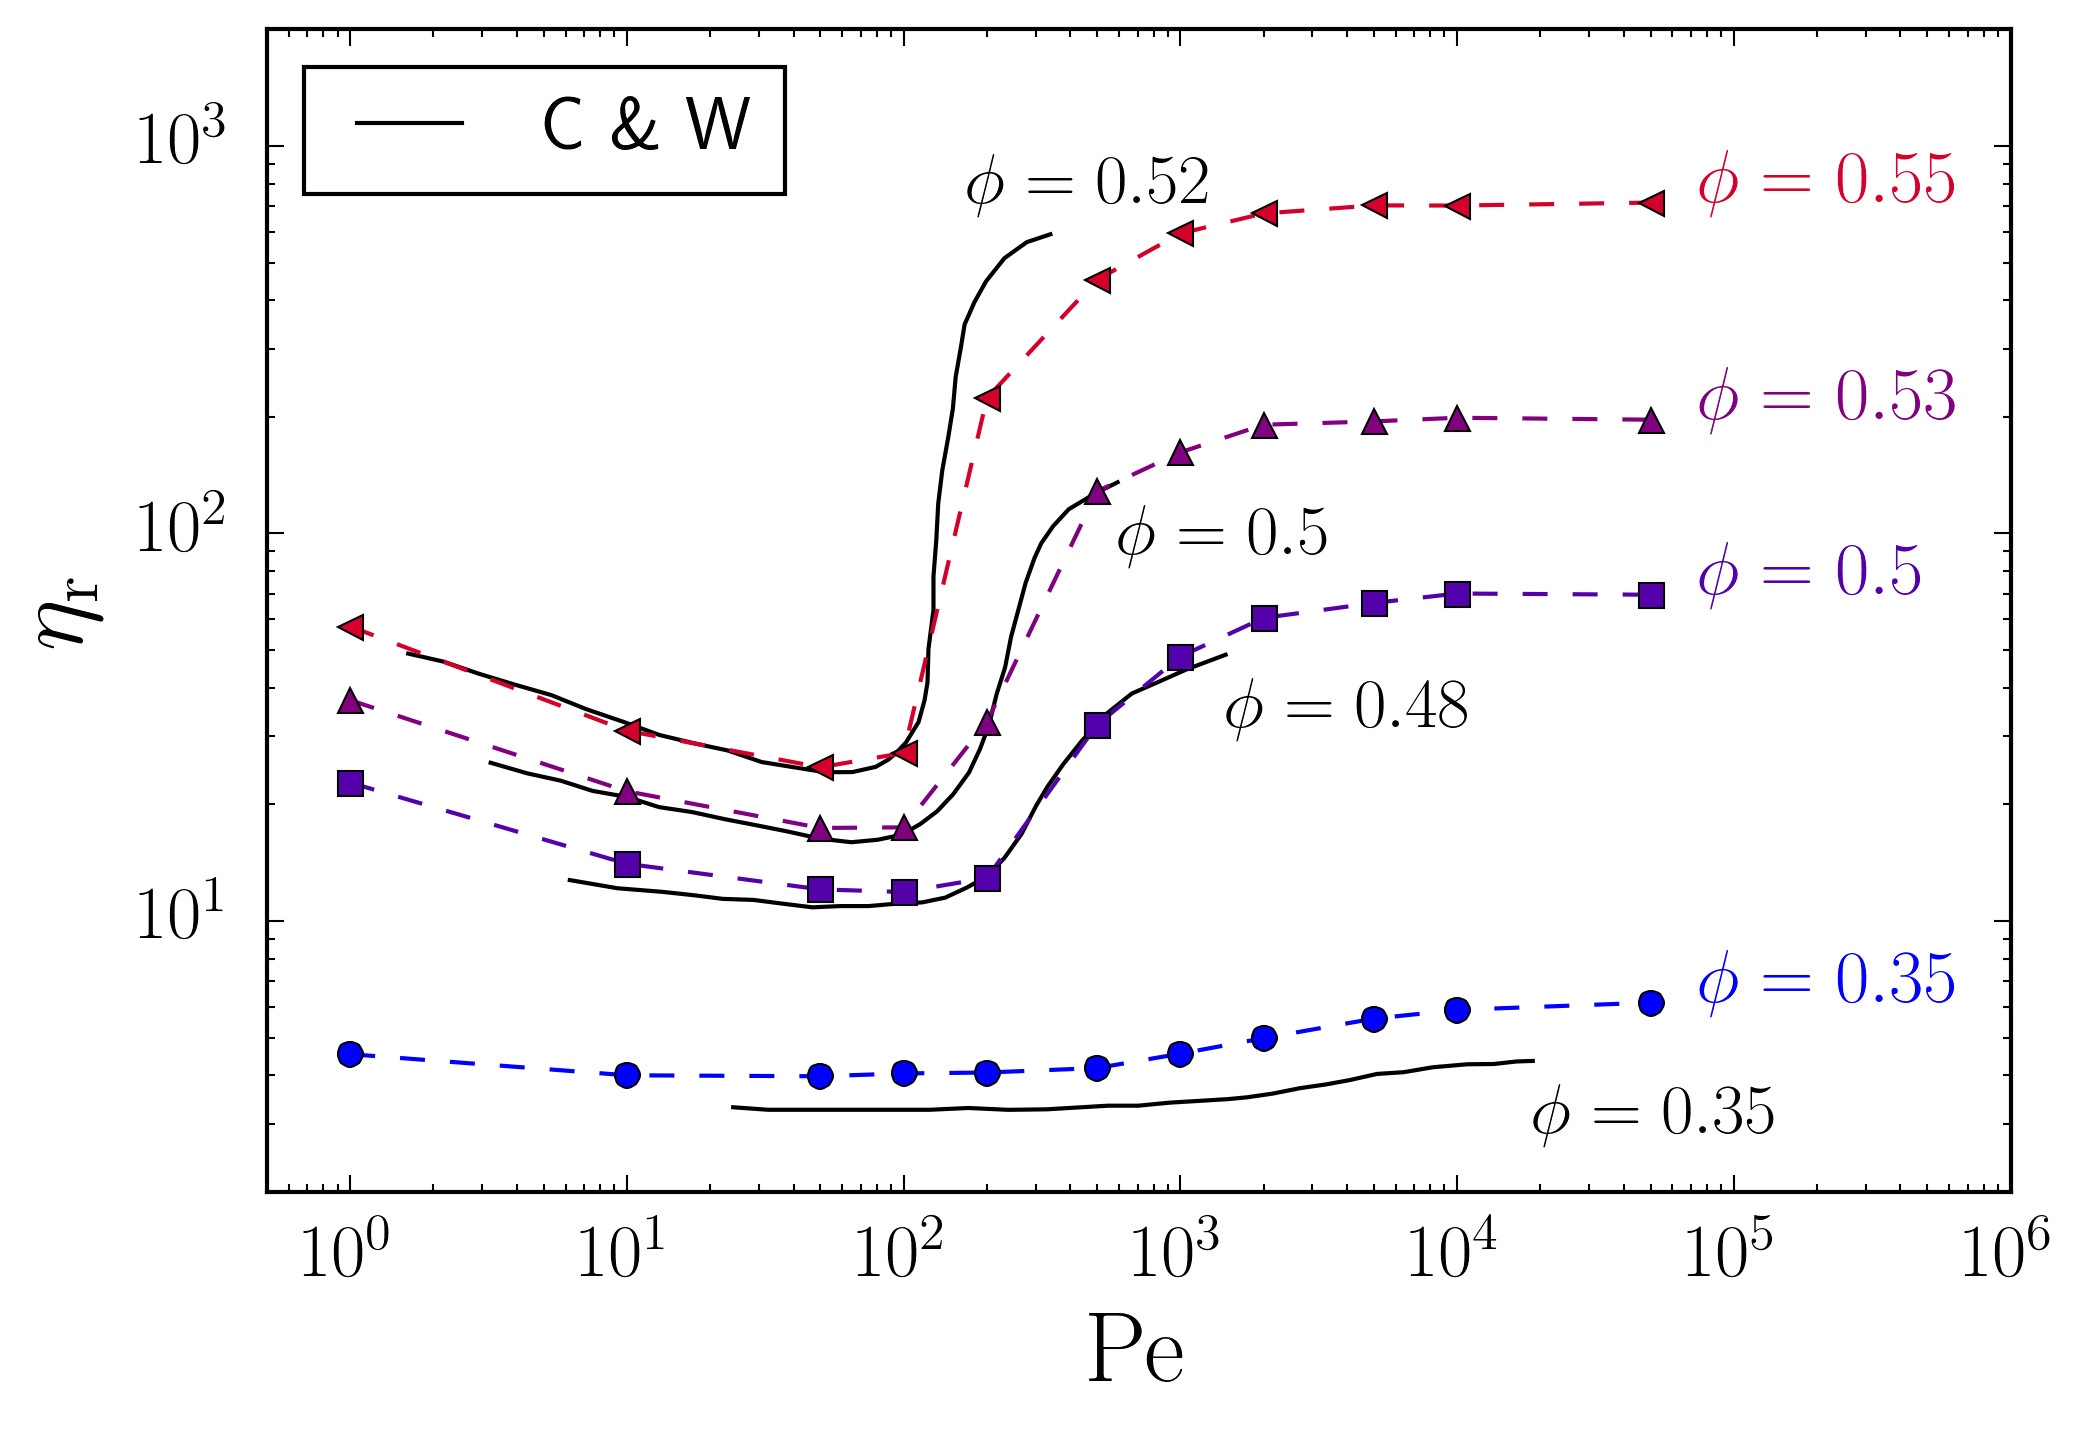 C & W
10³
ϕ = 0.52
ϕ = 0.55
ϕ = 0.53
10²
ϕ = 0.5
ϕ = 0.5
ηr
ϕ = 0.48
10¹
ϕ = 0.35
ϕ = 0.35
10⁰ 10¹ 10² 10³ 10⁴ 10⁵ 10⁶
Pe